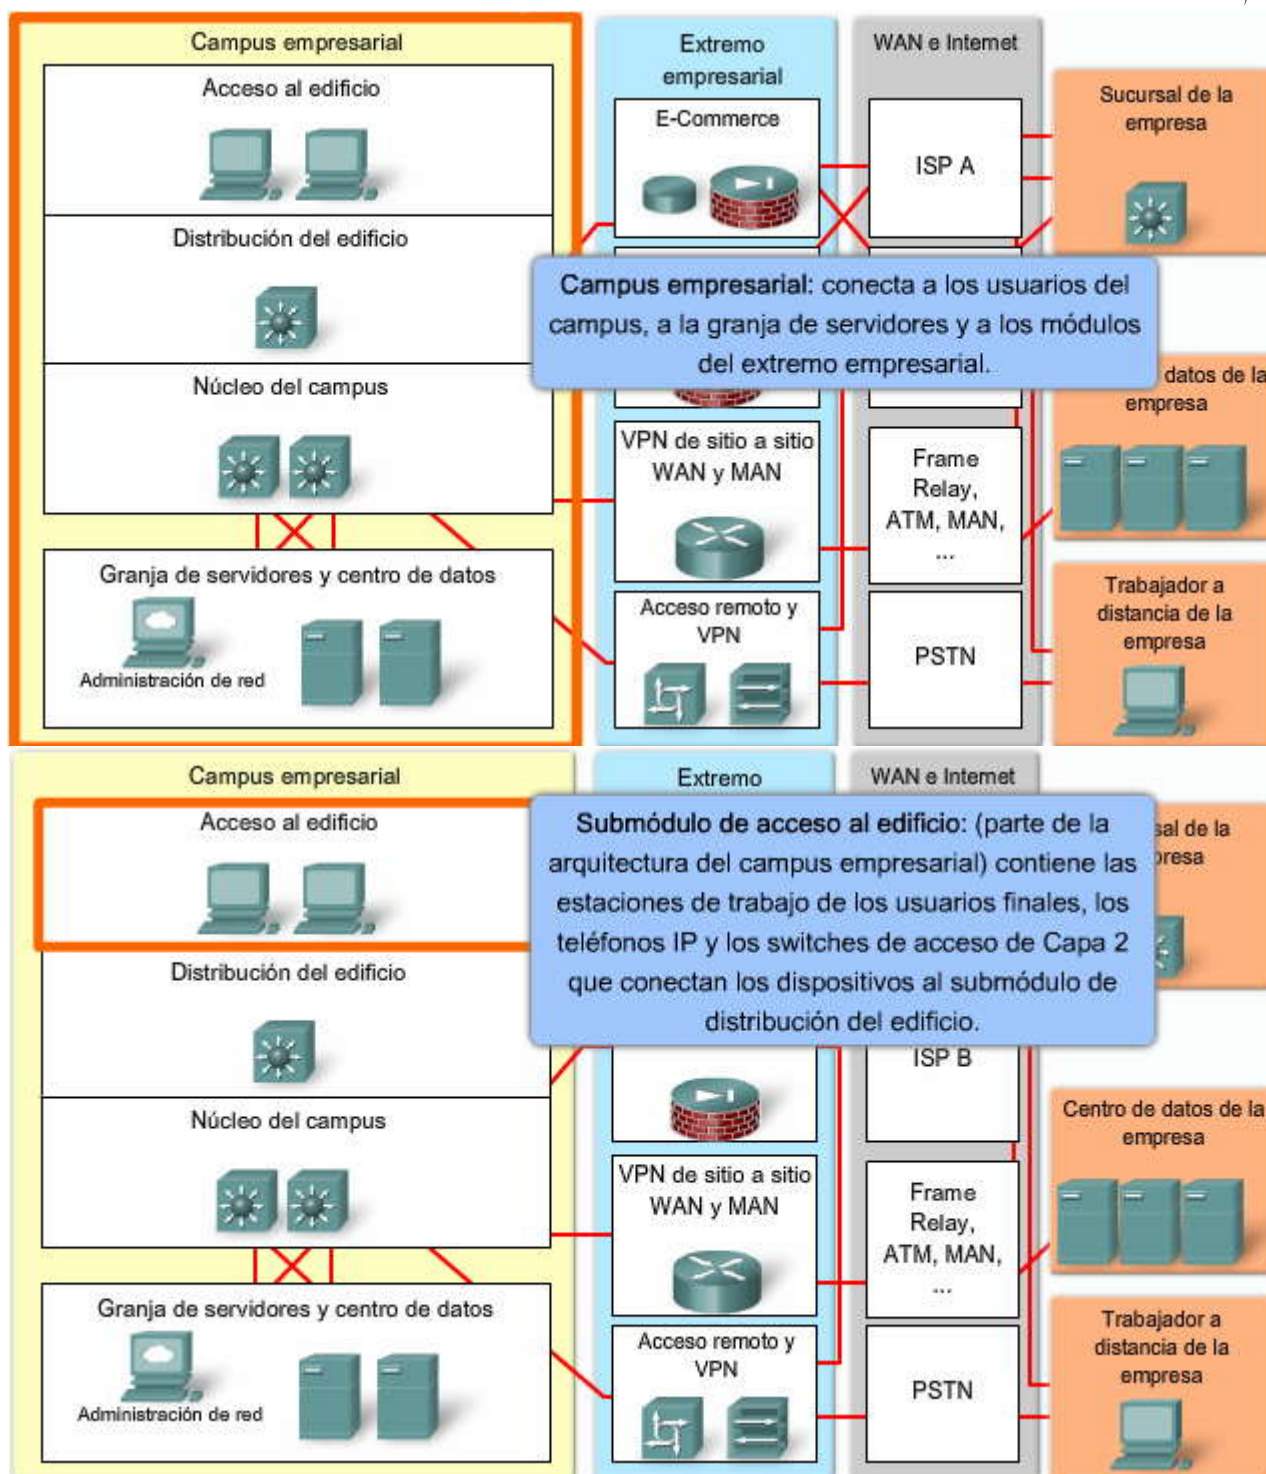 Campus empresarial
Acceso al edificio
Distribución del edificio
Núcleo del campus
Granja de servidores y centro de datos
Administración de red
Extremo
empresarial
E-Commerce
Campus empresarial: conecta a los usuarios del
campus, a la granja de servidores y a los módulos
del extremo empresarial.
VPN de sitio a sitio
WAN y MAN
Acceso remoto y
VPN
WAN e Internet
ISP A
Frame
Relay,
ATM, MAN,
...
PSTN
Sucursal de la
empresa
datos de la
empresa
Trabajador a
distancia de la
empresa
Campus empresarial
Acceso al edificio
Distribución del edificio
Núcleo del campus
Granja de servidores y centro de datos
Administración de red
Extremo
Submódulo de acceso al edificio: (parte de la
arquitectura del campus empresarial) contiene las
estaciones de trabajo de los usuarios finales, los
teléfonos IP y los switches de acceso de Capa 2
que conectan los dispositivos al submódulo de
distribución del edificio.
VPN de sitio a sitio
WAN y MAN
Acceso remoto y
VPN
WAN e Internet
ISP B
Frame
Relay,
ATM, MAN,
...
PSTN
de la
Centro de datos de la
empresa
Trabajador a
distancia de la
empresa